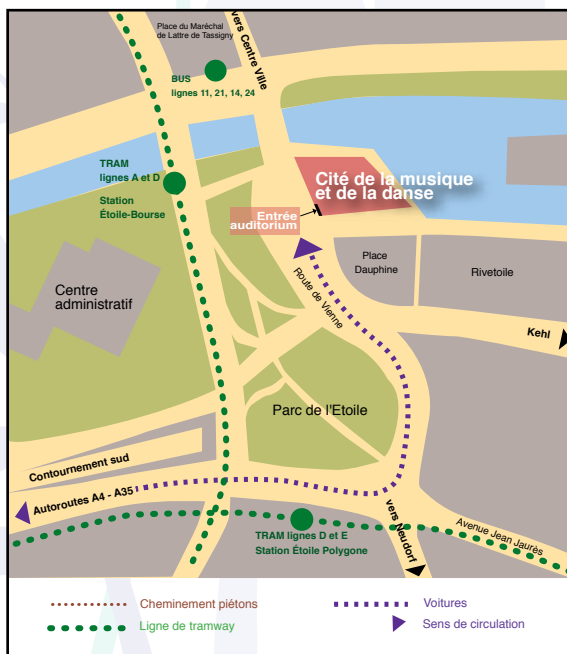 Place du Maréchal
de Lattre de Tassigny
vers Centre Ville
BUS
lignes 11, 21, 14, 24
TRAM
lignes A et D
Station
Étoile-Bourse
Cité de la musique
et de la danse
Entrée
auditorium
Place
Dauphine
Rivetoile
Route de Vienne
Centre
administratif
Kehl
Parc de l'Etoile
Contournement sud
Autoroutes A4 - A35
TRAM lignes D et E
Station Étoile Polygone
vers Neudorf
Avenue Jean Jaurès
Cheminement piétons
Voitures
Ligne de tramway
Sens de circulation